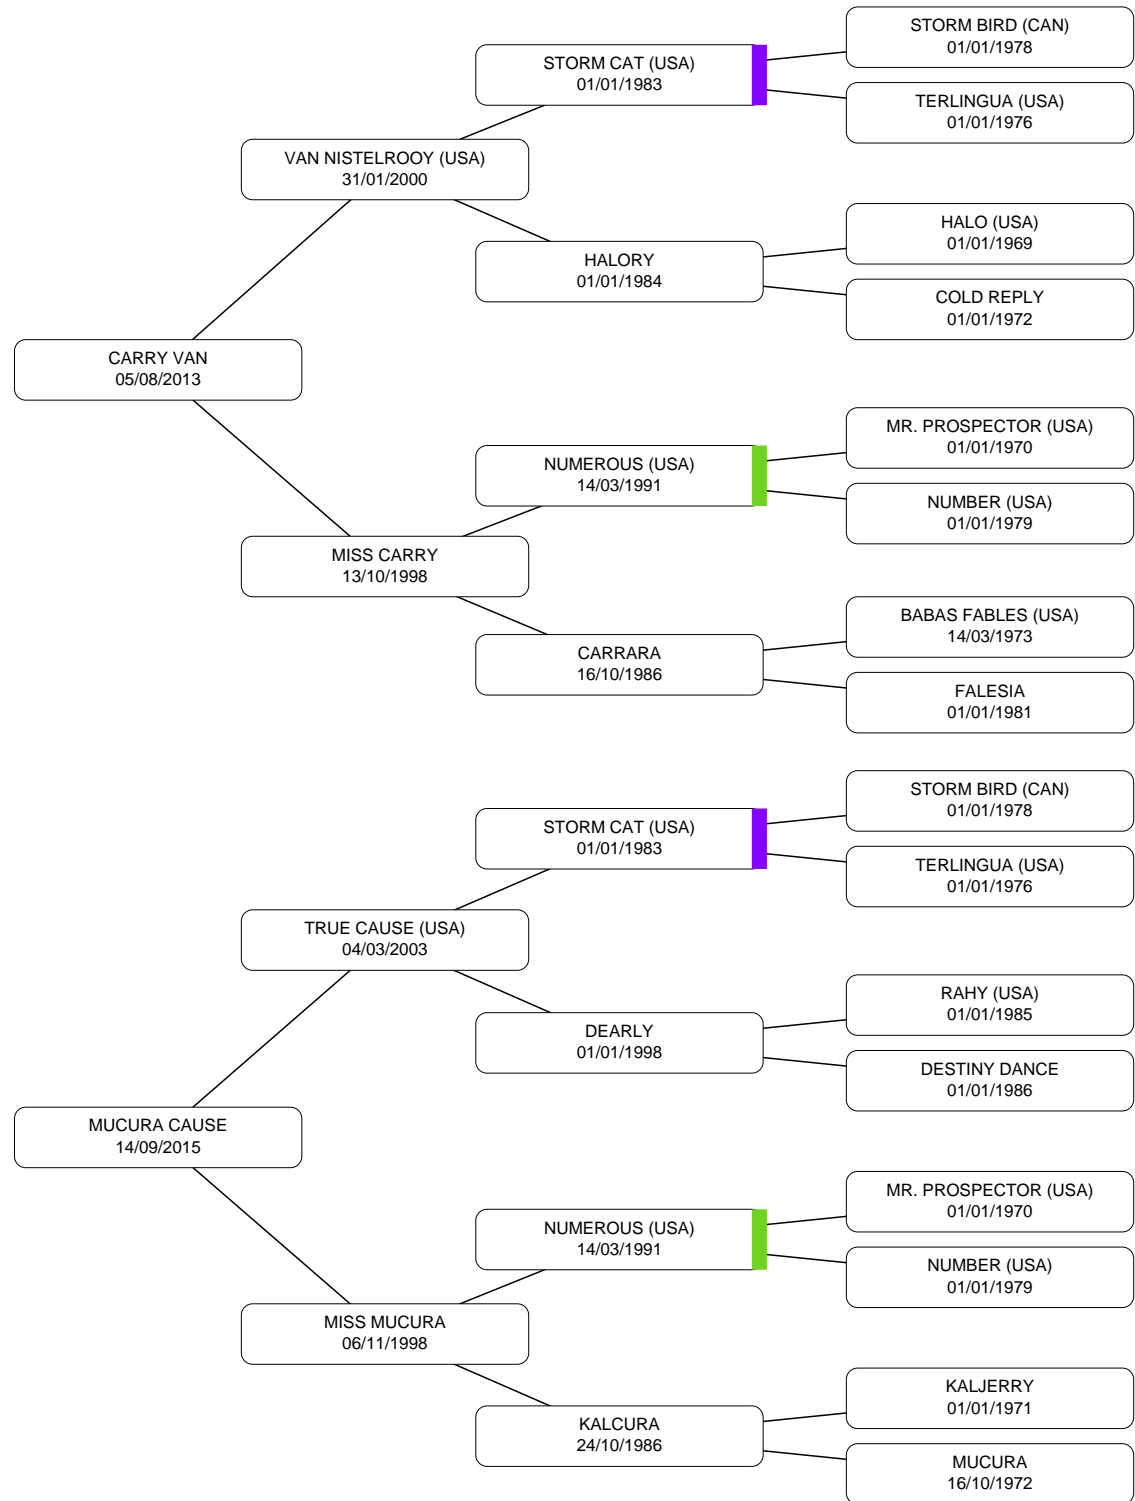 STORM BIRD (CAN)
01/01/1978
STORM CAT (USA)
01/01/1983
TERLINGUA (USA)
01/01/1976
VAN NISTELROOY (USA)
31/01/2000
HALO (USA)
01/01/1969
HALORY
01/01/1984
COLD REPLY
01/01/1972
CARRY VAN
05/08/2013
MR. PROSPECTOR (USA)
01/01/1970
NUMEROUS (USA)
14/03/1991
NUMBER (USA)
01/01/1979
MISS CARRY
13/10/1998
BABAS FABLES (USA)
14/03/1973
CARRARA
16/10/1986
FALESIA
01/01/1981
STORM BIRD (CAN)
01/01/1978
STORM CAT (USA)
01/01/1983
TERLINGUA (USA)
01/01/1976
TRUE CAUSE (USA)
04/03/2003
RAHY (USA)
01/01/1985
DEARLY
01/01/1998
DESTINY DANCE
01/01/1986
MUCURA CAUSE
14/09/2015
MR. PROSPECTOR (USA)
01/01/1970
NUMEROUS (USA)
14/03/1991
NUMBER (USA)
01/01/1979
MISS MUCURA
06/11/1998
KALJERRY
01/01/1971
KALCURA
24/10/1986
MUCURA
16/10/1972